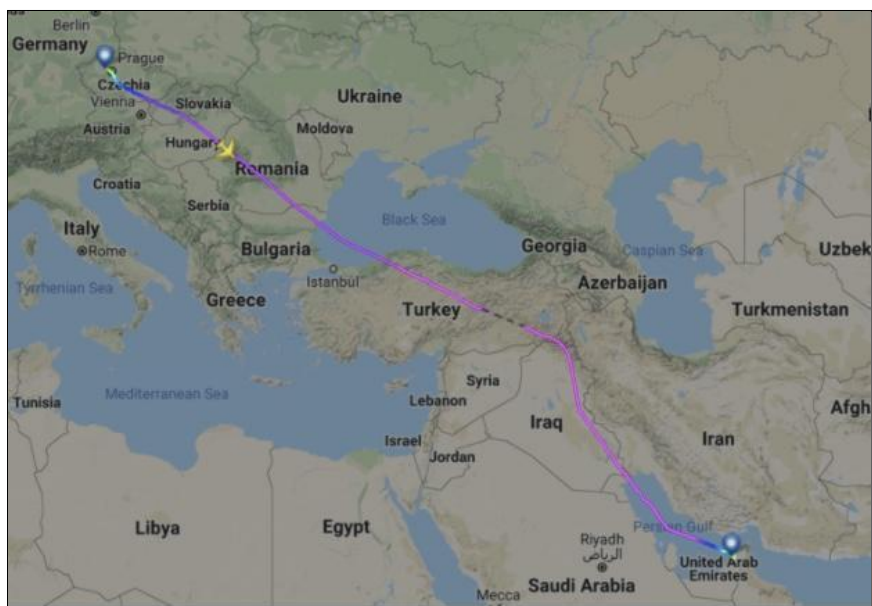 Berlin
Germany
Prague
Czechia
Vienna
Slovakia
Ukraine
Austria
Moldova
Hungary
Romania
Croatia
Serbia
Italy
Black Sea
Rome
Bulgaria
Georgia
Caspian Sea
Uzbek
Istanbul
Azerbaijan
Tyrrhenian Sea
Greece
Turkey
Turkmenistan
Syria
Mediterranean Sea
Tunisia
Lebanon
Afgh
Iraq
Iran
Israel
Jordan
Libya
Egypt
Persian Gulf
Riyadh
الرياض
United Arab
Emirates
Saudi Arabia
Mecca